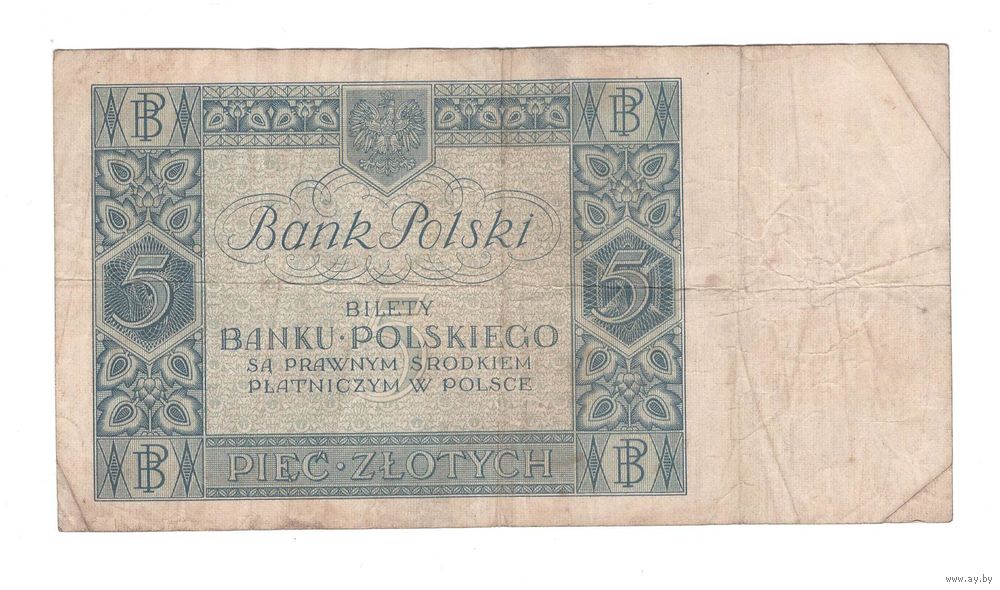 BP BP
Bank Polski
5 5
BILETY
BANKU·POLSKIEGO
SĄ PRAWNYM ŚRODKIEM
PŁATNICZYM W POLSCE
BP BP
PIĘĆ·ZŁOTYCH
www.ay.by